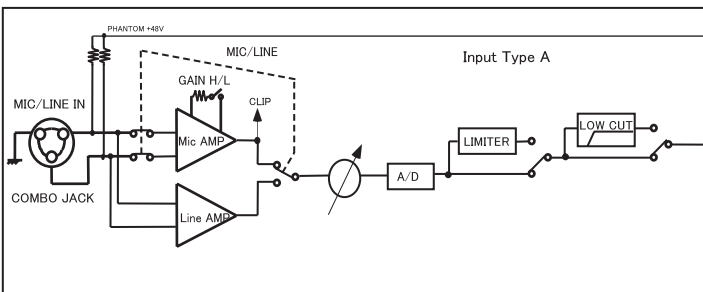 PHANTOM +48V
MIC/LINE
Input Type A
GAIN H/L
MIC/LINE IN
CLIP
Mic AMP
LOW CUT
LIMITER
A/D
COMBO JACK
Line AMP